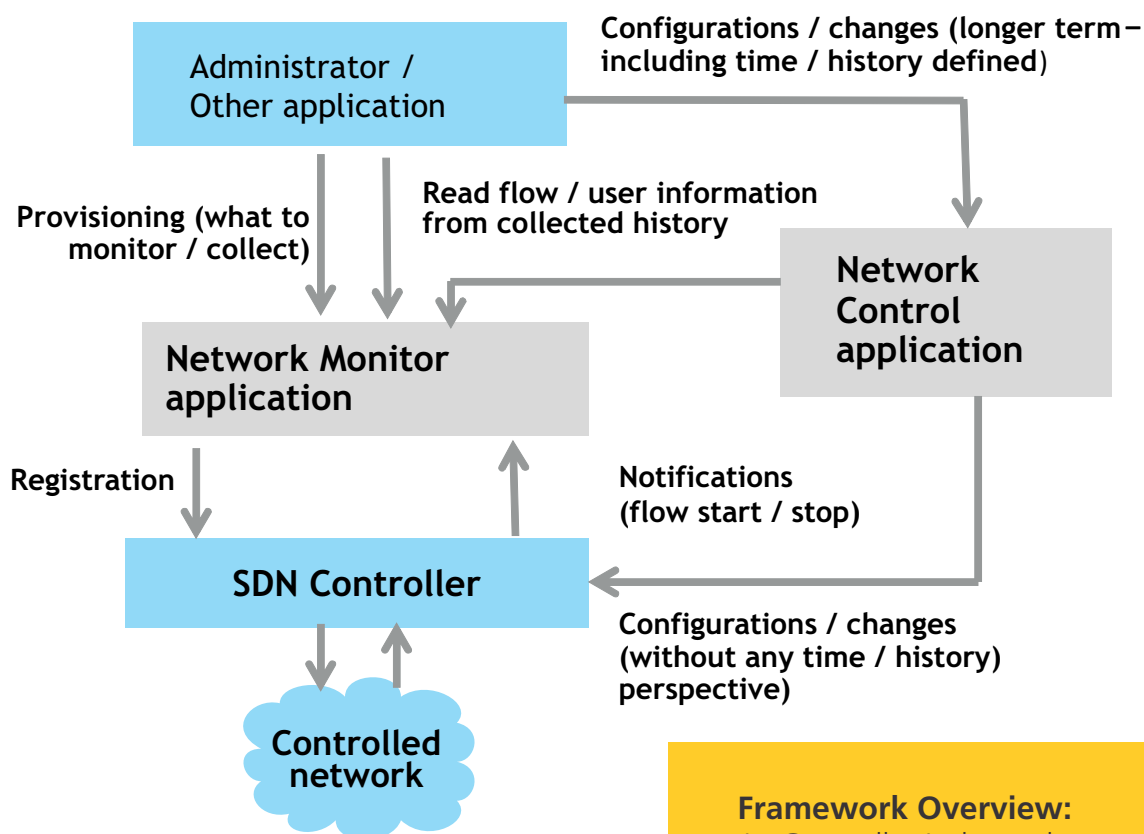 Configurations / changes (longer term–
including time / history defined)
Administrator /
Other application
Provisioning (what to
monitor / collect)
Read flow / user information
from collected history
Network
Control
application
Network Monitor
application
Registration
Notifications
(flow start / stop)
SDN Controller
Configurations / changes
(without any time / history)
perspective)
Controlled
network
Framework Overview: